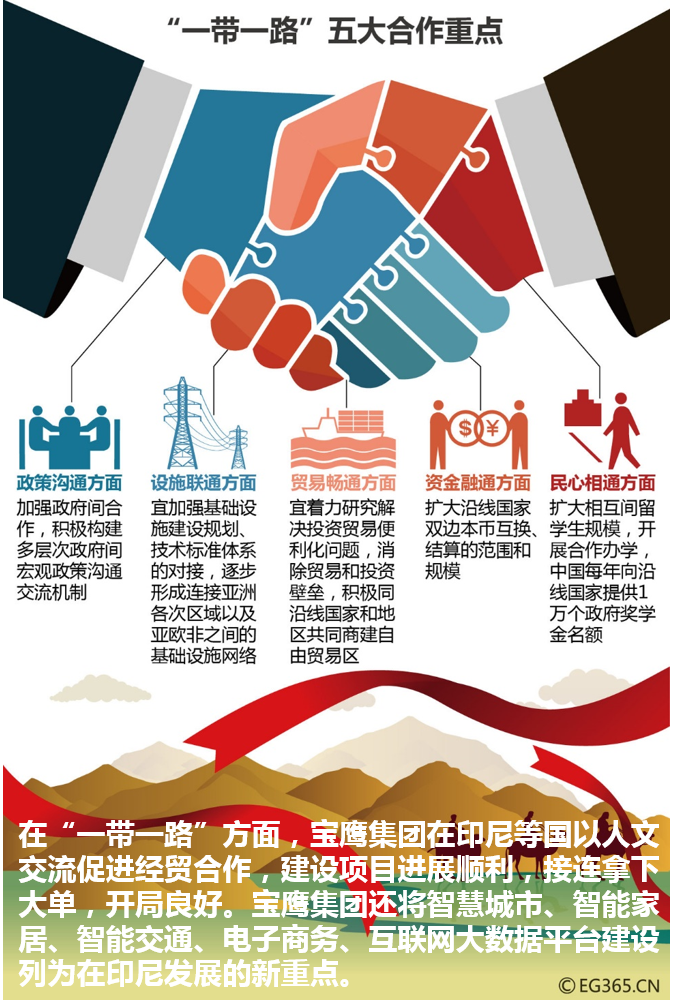 “一带一路”五大合作重点
$ ¥
政策沟通方面
加强政府间合
作，积极构建
多层次政府间
宏观政策沟通
交流机制
设施联通方面
宜加强基础设
施建设规划、
技术标准体系
的对接，逐步
形成连接亚洲
各次区域以及
亚欧非之间的
基础设施网络
贸易畅通方面
宜着力研究解
决投资贸易便
利化问题，消
除贸易和投资
壁垒，积极同
沿线国家和地
区共同商建自
由贸易区
资金融通方面
扩大沿线国家
双边本币互换、
结算的范围和
规模
民心相通方面
扩大相互间留
学生规模，开
展合作办学，
中国每年向沿
线国家提供1
万个政府奖学
金名额
在“一带一路”方面，宝鹰集团在印尼等国以人文
交流促进经贸合作，建设项目进展顺利，接连拿下
大单，开局良好。宝鹰集团还将智慧城市、智能家
居、智能交通、电子商务、互联网大数据平台建设
列为在印尼发展的新重点。
©EG365.CN